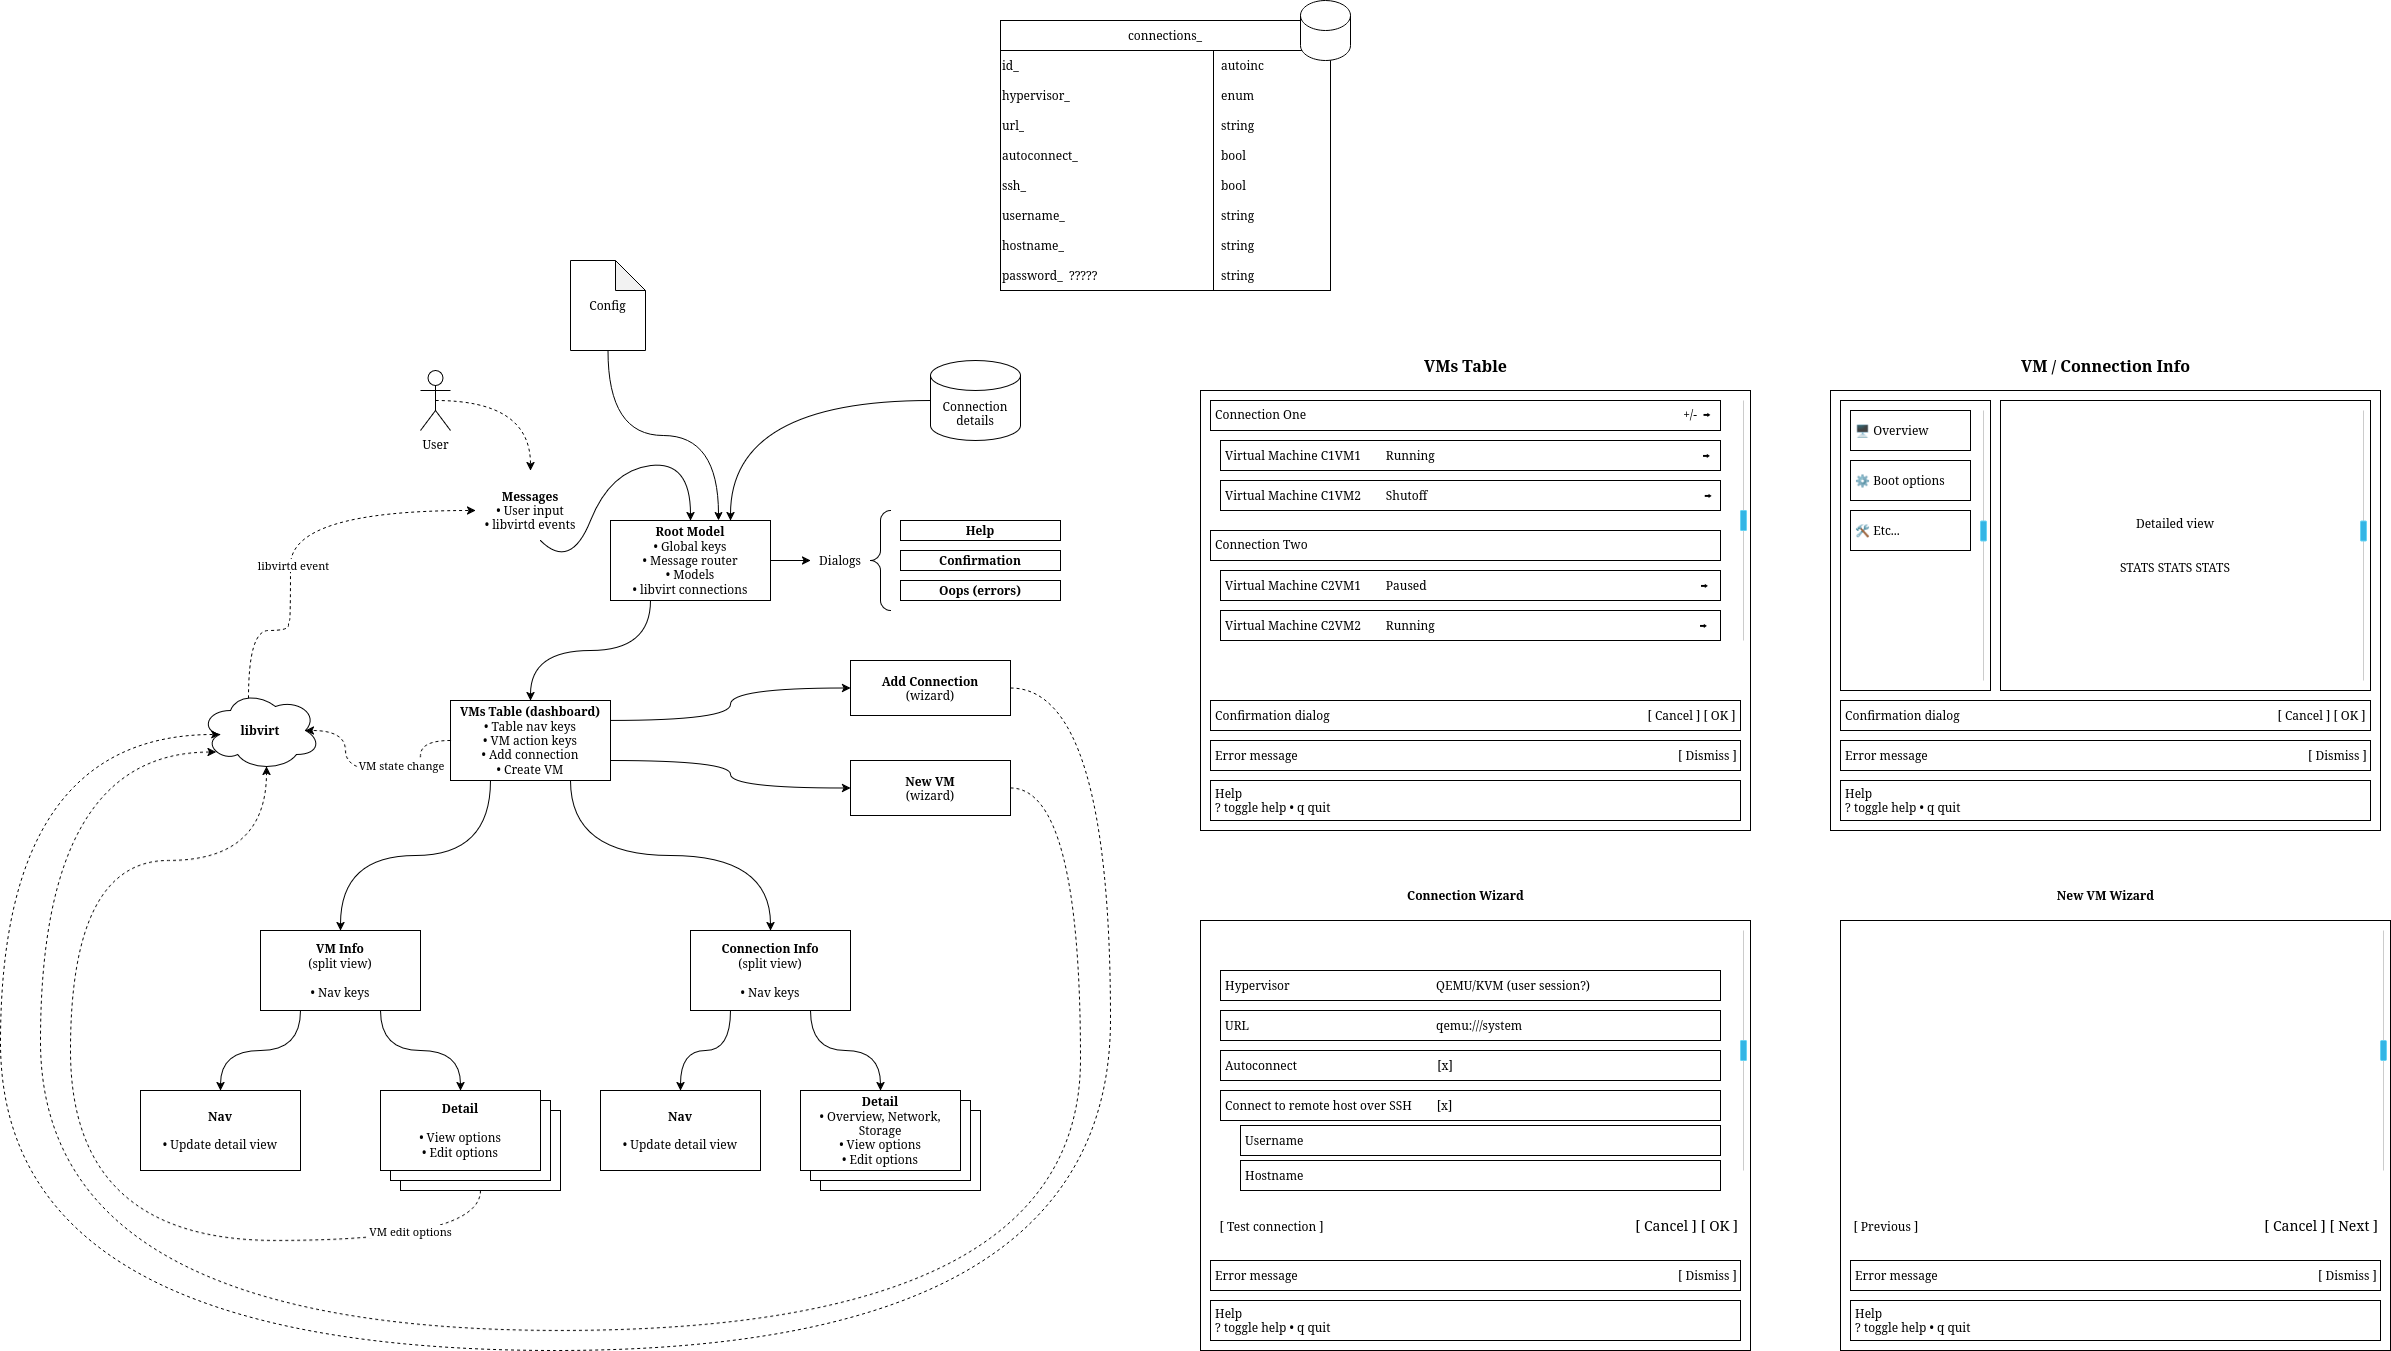 connections_
id_ autoinc
hypervisor_ enum
url_ string
autoconnect_ bool
ssh_ bool
username_ string
hostname_ string
password_ ????? string
Config
User
Connection
details
Messages
• User input
• libvirtd events
libvirtd event
Root Model
• Global keys
• Message router
• Models
• libvirt connections
Dialogs
Help
Confirmation
Oops (errors)
libvirt
VM state change
VMs Table (dashboard)
• Table nav keys
• VM action keys
• Add connection
• Create VM
Add Connection
(wizard)
New VM
(wizard)
VM Info
(split view)
• Nav keys
Connection Info
(split view)
• Nav keys
Nav
• Update detail view
Detail
• View options
• Edit options
Nav
• Update detail view
Detail
• Overview, Network,
Storage
• View options
• Edit options
VM edit options
VMs Table
Connection One +/- ➡
Virtual Machine C1VM1 Running ➡
Virtual Machine C1VM2 Shutoff ➡
Connection Two
Virtual Machine C2VM1 Paused ➡
Virtual Machine C2VM2 Running ➡
Confirmation dialog [ Cancel ] [ OK ]
Error message [ Dismiss ]
Help
? toggle help • q quit
VM / Connection Info
🖥️ Overview
⚙️ Boot options
🛠️ Etc...
Detailed view
STATS STATS STATS
Confirmation dialog [ Cancel ] [ OK ]
Error message [ Dismiss ]
Help
? toggle help • q quit
Connection Wizard
Hypervisor QEMU/KVM (user session?)
URL qemu:///system
Autoconnect [x]
Connect to remote host over SSH [x]
Username
Hostname
[ Test connection ] [ Cancel ] [ OK ]
Error message [ Dismiss ]
Help
? toggle help • q quit
New VM Wizard
[ Previous ] [ Cancel ] [ Next ]
Error message [ Dismiss ]
Help
? toggle help • q quit